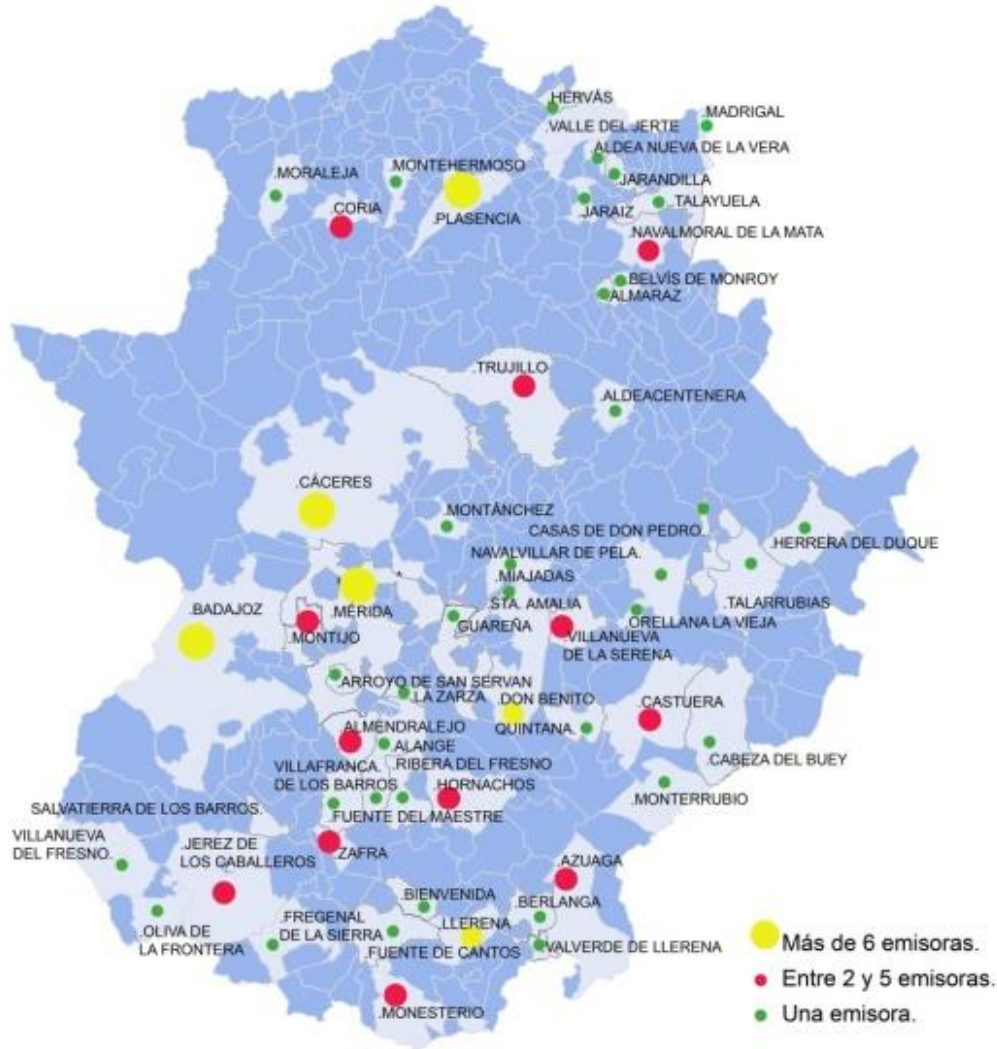 .HERVÁS
.MADRIGAL
.VALLE DEL JERTE
.ALDEA NUEVA DE LA VERA
MONTEHERMOSO
.MORALEJA
.JARANDILLA
.CORIA
.JARAIZ
.TALAYUELA
.PLASENCIA
NAVALMORAL DE LA MATA
.BELVÍS DE MONROY
.ALMARAZ
.TRUJILLO
.ALDEACENTENERA
.CÁCERES
.MONTÁNCHEZ
CASAS DE DON PEDRO.
.HERRERA DEL DUQUE
NAVALVILLAR DE PELA.
.MIAJADAS
.TALARRUBIAS
.BADAJOZ
.MÉRIDA
STA. AMALIA
.GUAREÑA
.ORELLANA LA VIEJA
.MONTIJO
.VILLANUEVA
DE LA SERENA
.ARROYO DE SAN SERVAN
.LA ZARZA
.DON BENITO
.CASTUERA
QUINTANA.
ALMENDRALEJO
.ALANGE
.CABEZA DEL BUEY
VILLAFRANCA.
DE LOS BARROS
RIBERA DEL FRESNO
.HORNACHOS
.MONTERRUBIO
SALVATIERRA DE LOS BARROS.
.FUENTE DEL MAESTRE
VILLANUEVA
DEL FRESNO.
.JEREZ DE
LOS CABALLEROS
.ZAFRA
.AZUAGA
.BIENVENIDA
.BERLANGA
.OLIVA DE
LA FRONTERA
.FREGENAL
DE LA SIERRA
.LLERENA
.FUENTE DE CANTOS
.VALVERDE DE LLERENA
.MONESTERIO
Más de 6 emisoras.
Entre 2 y 5 emisoras.
Una emisora.